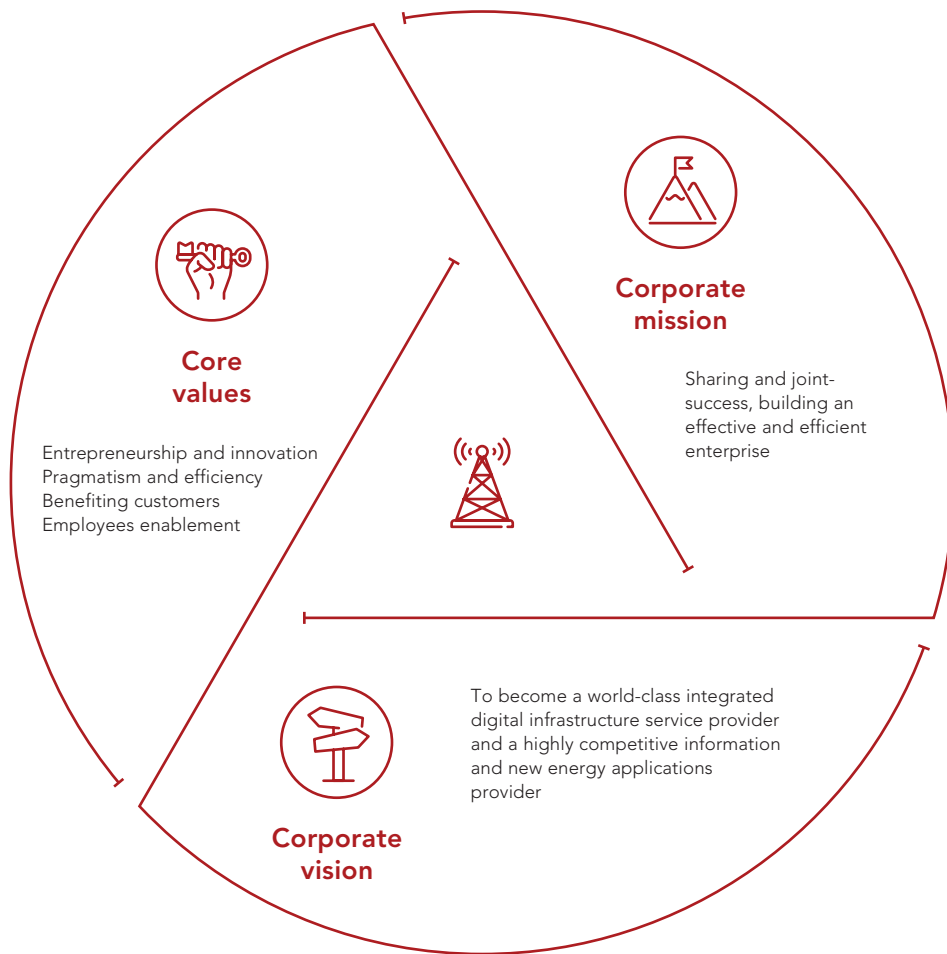 Core
values
Entrepreneurship and innovation
Pragmatism and efficiency
Benefiting customers
Employees enablement
Corporate
mission
Sharing and joint-
success, building an
effective and efficient
enterprise
Corporate
vision
To become a world-class integrated
digital infrastructure service provider
and a highly competitive information
and new energy applications
provider